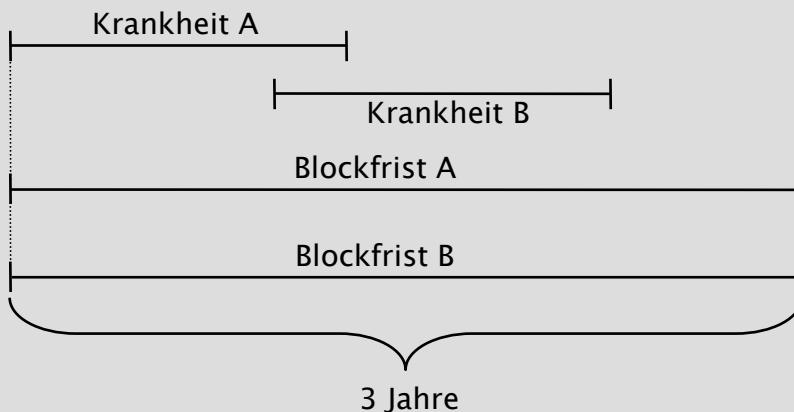 Krankheit A
Krankheit B
Blockfrist A
Blockfrist B
3 Jahre